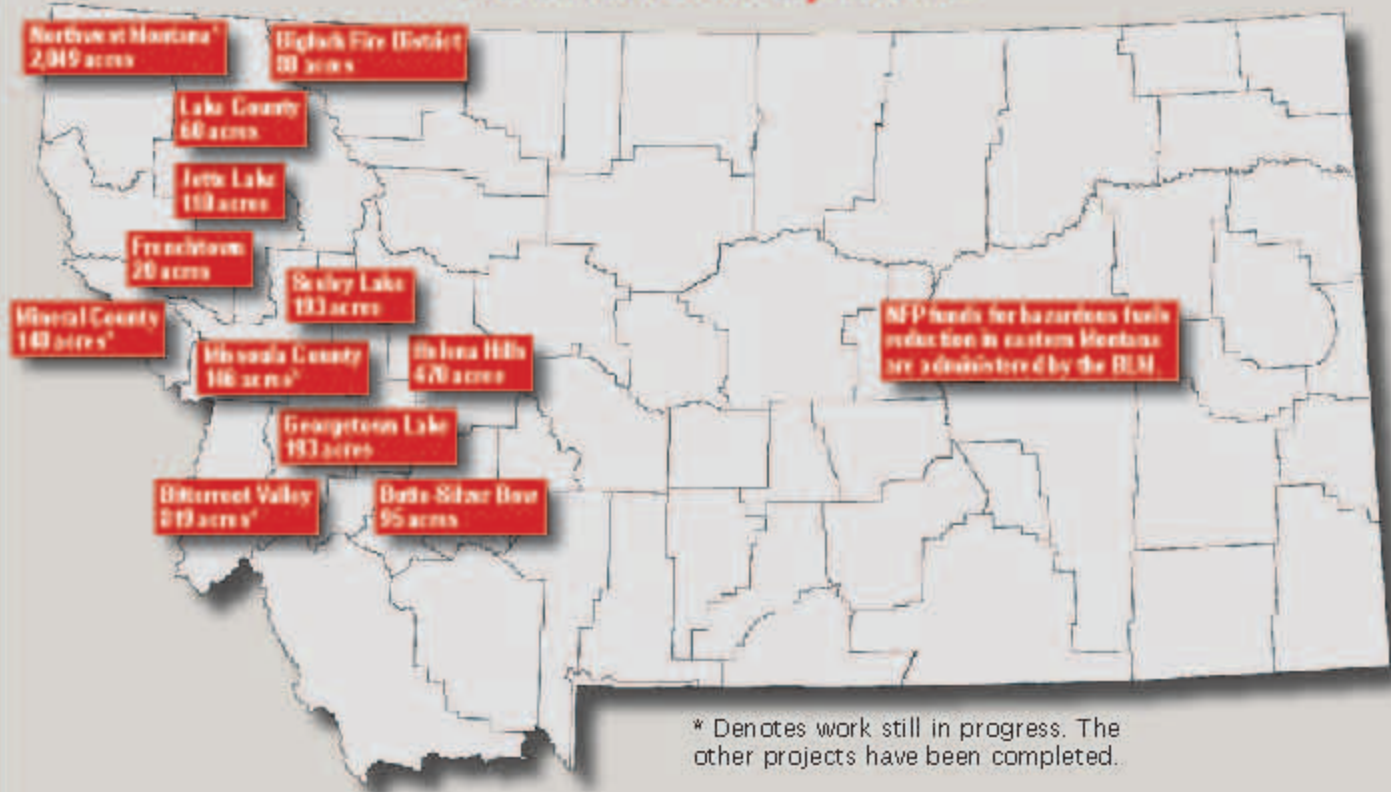 Northwest Montana*
2,049 acres
Bigfork Fire District
80 acres
Lake County
60 acres
Jette Lake
110 acres
Frenchtown
20 acres
Seeley Lake
193 acres
Mineral County
140 acres*
Missoula County
146 acres*
Helena Hills
470 acres
NFP funds for hazardous fuels
reduction in eastern Montana
are administered by the BLM.
Georgetown Lake
193 acres
Bitterroot Valley
819 acres*
Butte-Silver Bow
95 acres
* Denotes work still in progress. The
other projects have been completed.